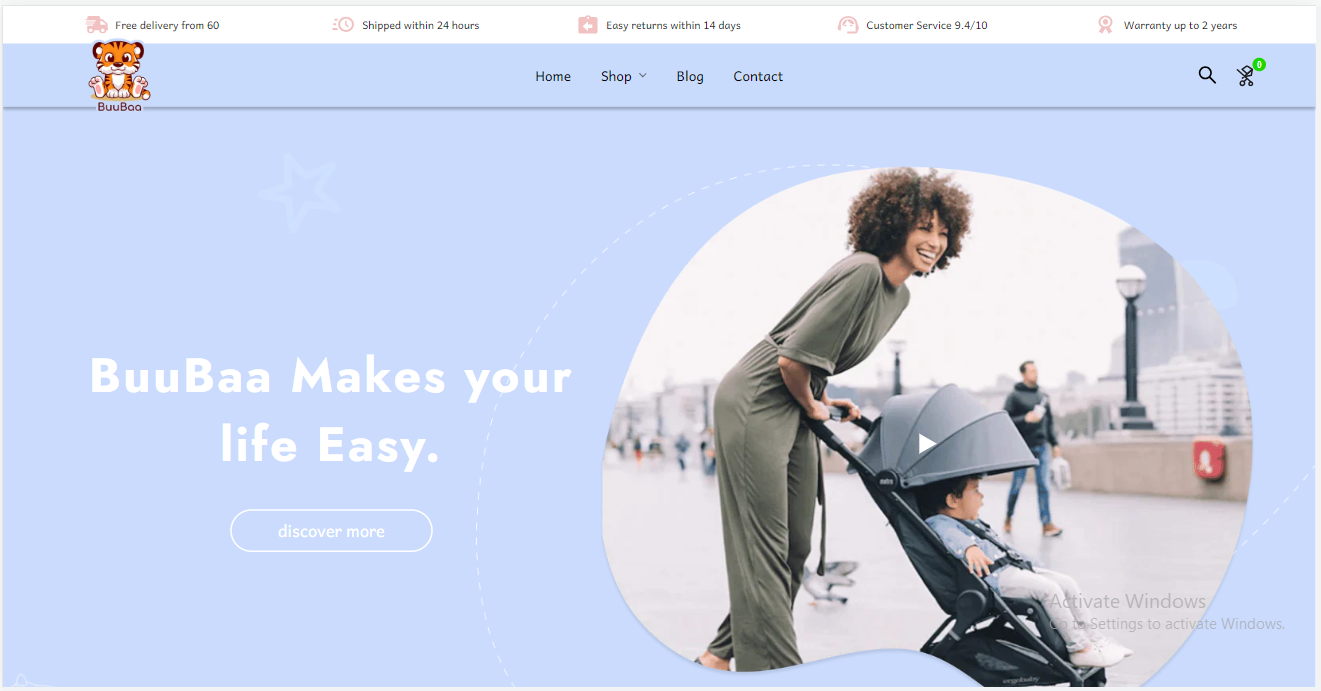 Free delivery from 60
Shipped within 24 hours
Easy returns within 14 days
Customer Service 9.4/10
Warranty up to 2 years
BuuBaa
Home
Shop
Blog
Contact
0
BuuBaa Makes your
life Easy.
discover more
metro
ergobaby
Activate Windows
Go to Settings to activate Windows.